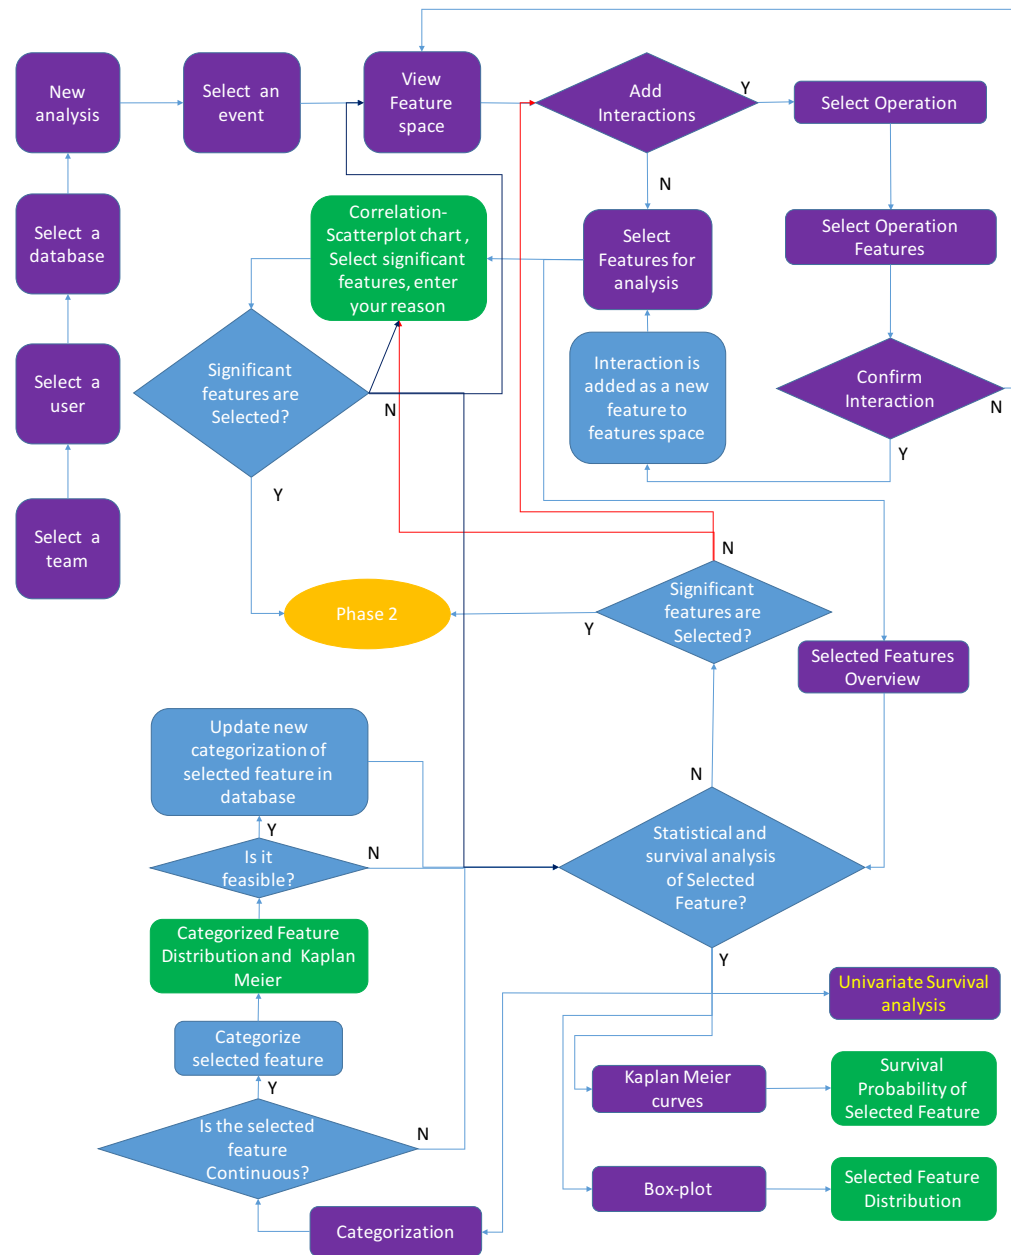 New
analysis
Select an
event
View
Feature
space
Add
Interactions
Y
Select Operation
N
Select a
database
Correlation-
Scatterplot chart ,
Select significant
features, enter
your reason
Select
Features for
analysis
Select Operation
Features
Select a
user
Significant
features are
Selected?
N
Interaction is
added as a new
feature to
features space
Confirm
Interaction
N
Y
Y
Select a
team
N
Phase 2
Y
Significant
features are
Selected?
Selected Features
Overview
Update new
categorization of
selected feature in
database
N
Y
Is it
feasible?
N
Statistical and
survival analysis
of Selected
Feature?
Categorized Feature
Distribution and Kaplan
Meier
Y
Univariate Survival
analysis
Categorize
selected feature
Y
Kaplan Meier
curves
Survival
Probability of
Selected Feature
Is the selected
feature
Continuous?
N
Box-plot
Selected Feature
Distribution
Categorization